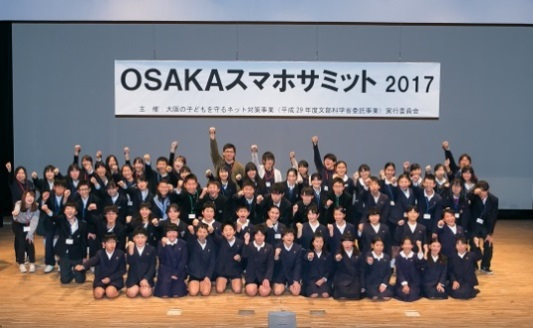 OSAKAスマホサミット 2017
主 催 : 大阪の子どもを守るネット対策事業(平成29年度文部科学省委託事業)実行委員会